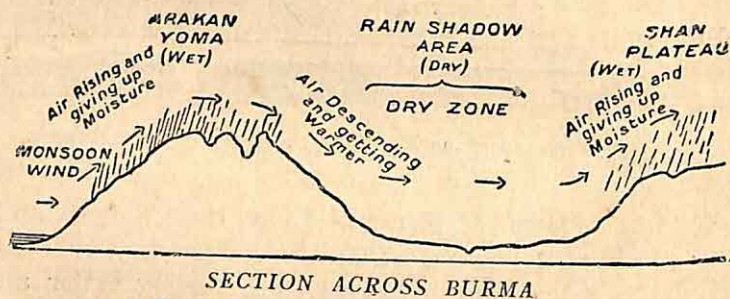 ARAKAN
YOMA
(WET)
Air Rising and
giving up
Moisture
MONSOON
WIND
Air Descending
and getting
Warmer
RAIN SHADOW
AREA
(DRY)
DRY ZONE
SHAN
PLATEAU
(WET)
Air Rising and
giving up
Moisture
SECTION ACROSS BURMA